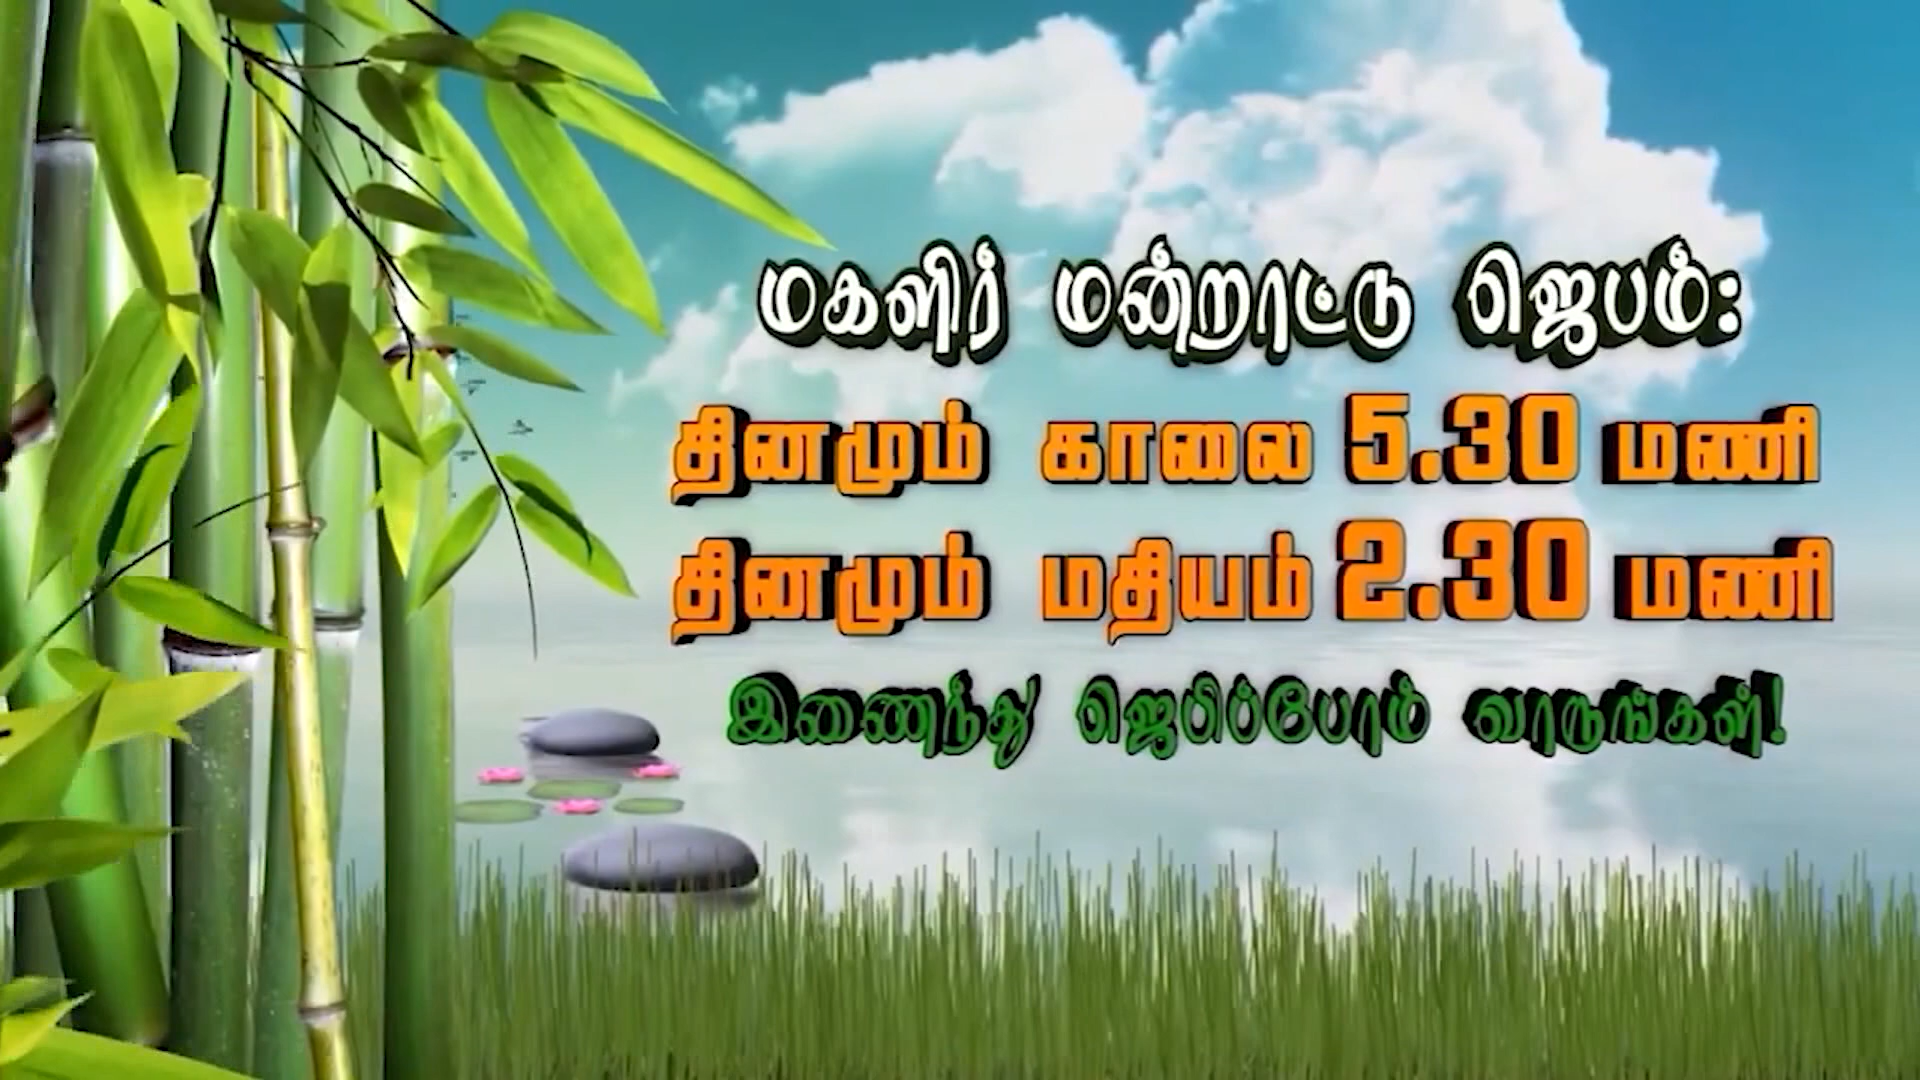 மகளிர் மன்றாட்டு ஜெபம்:
தினமும் காலை 5.30 மணி
தினமும் மதியம் 2.30 மணி
இணைந்து ஜெபிப்போம் வாருங்கள்!